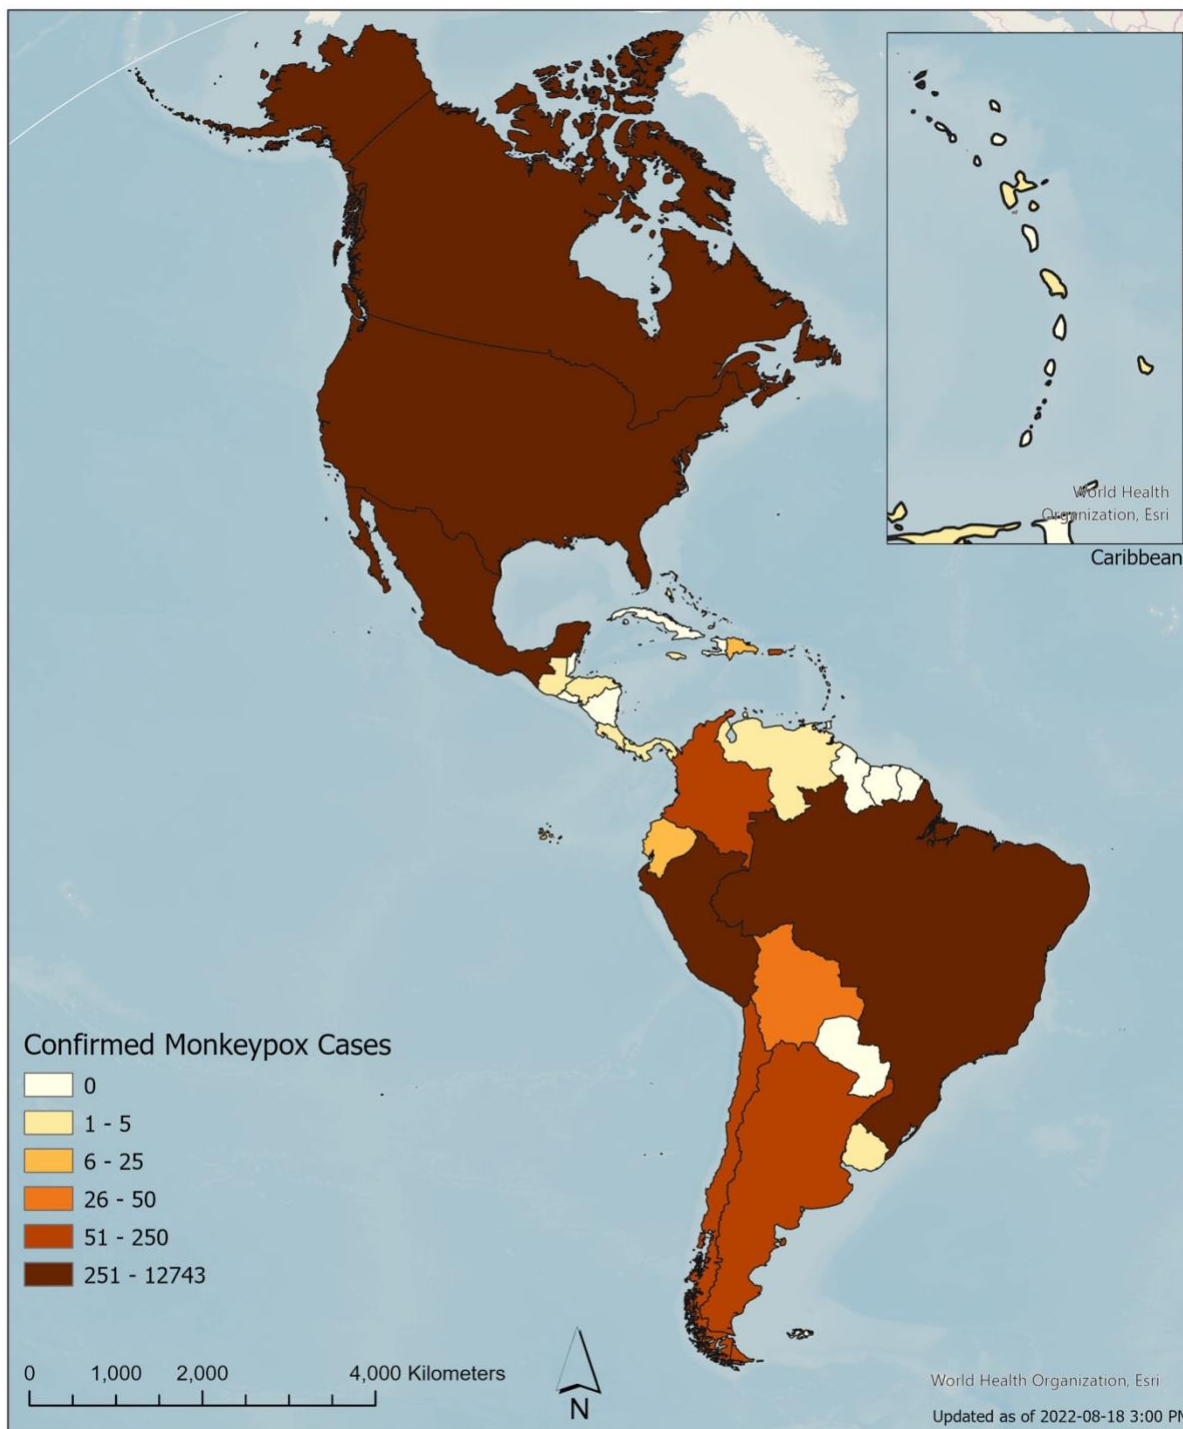 World Health
Organization, Esri
Caribbean
Confirmed Monkeypox Cases
0
1 - 5
6 - 25
26 - 50
51 - 250
251 - 12743
0 1,000 2,000 4,000 Kilometers
N
World Health Organization, Esri
Updated as of 2022-08-18 3:00 PM